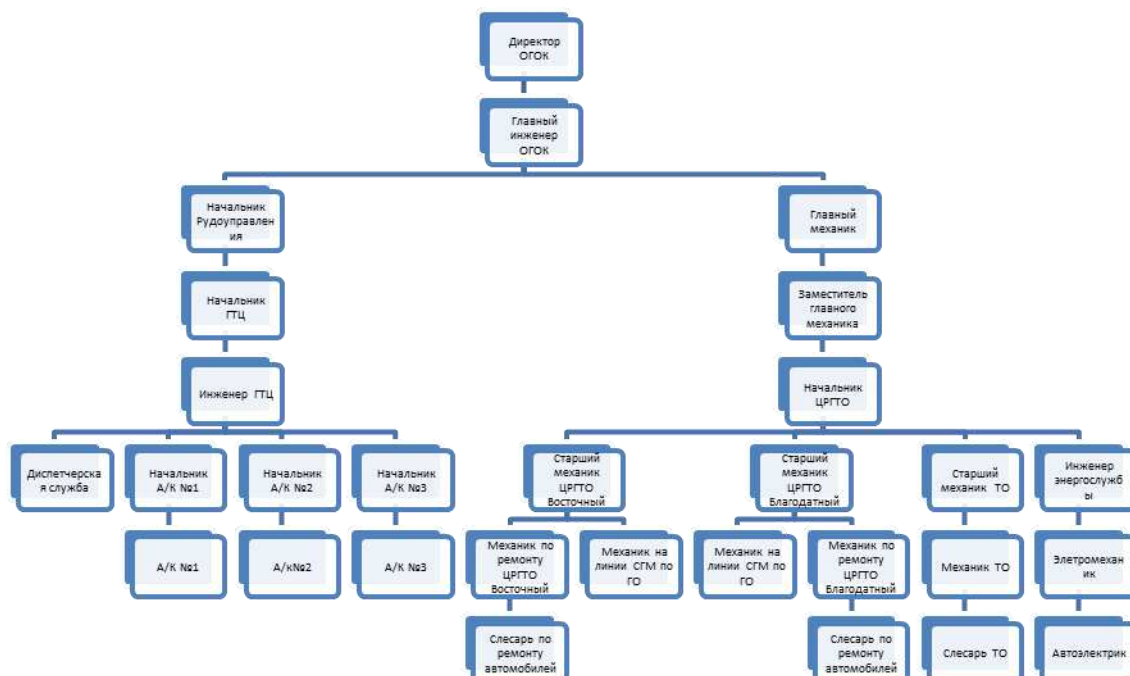 Директор
ОГОК
Главный
инженер
ОГОК
Начальник
Рудоуправлен
ия
Главный
механик
Начальник
ГТЦ
Заместитель
главного
механика
Инженер ГТЦ
Начальник
ЦРГТО
Диспетчерска
я служба
Начальник
А/К №1
Начальник
А/К №2
Начальник
А/К №3
Старший
механик
ЦРГТО
Восточный
Старший
механик
ЦРГТО
Благодатный
Старший
механик ТО
Инженер
энергослужб
ы
А/К №1
А/к№2
А/К №3
Механик по
ремонту
ЦРГТО
Восточный
Механик на
линии СГМ по
ГО
Механик на
линии СГМ по
ГО
Механик по
ремонту
ЦРГТО
Благодатный
Механик ТО
Элетромехан
ик
Слесарь по
ремонту
автомобилей
Слесарь по
ремонту
автомобилей
Слесарь ТО
Автоэлектрик